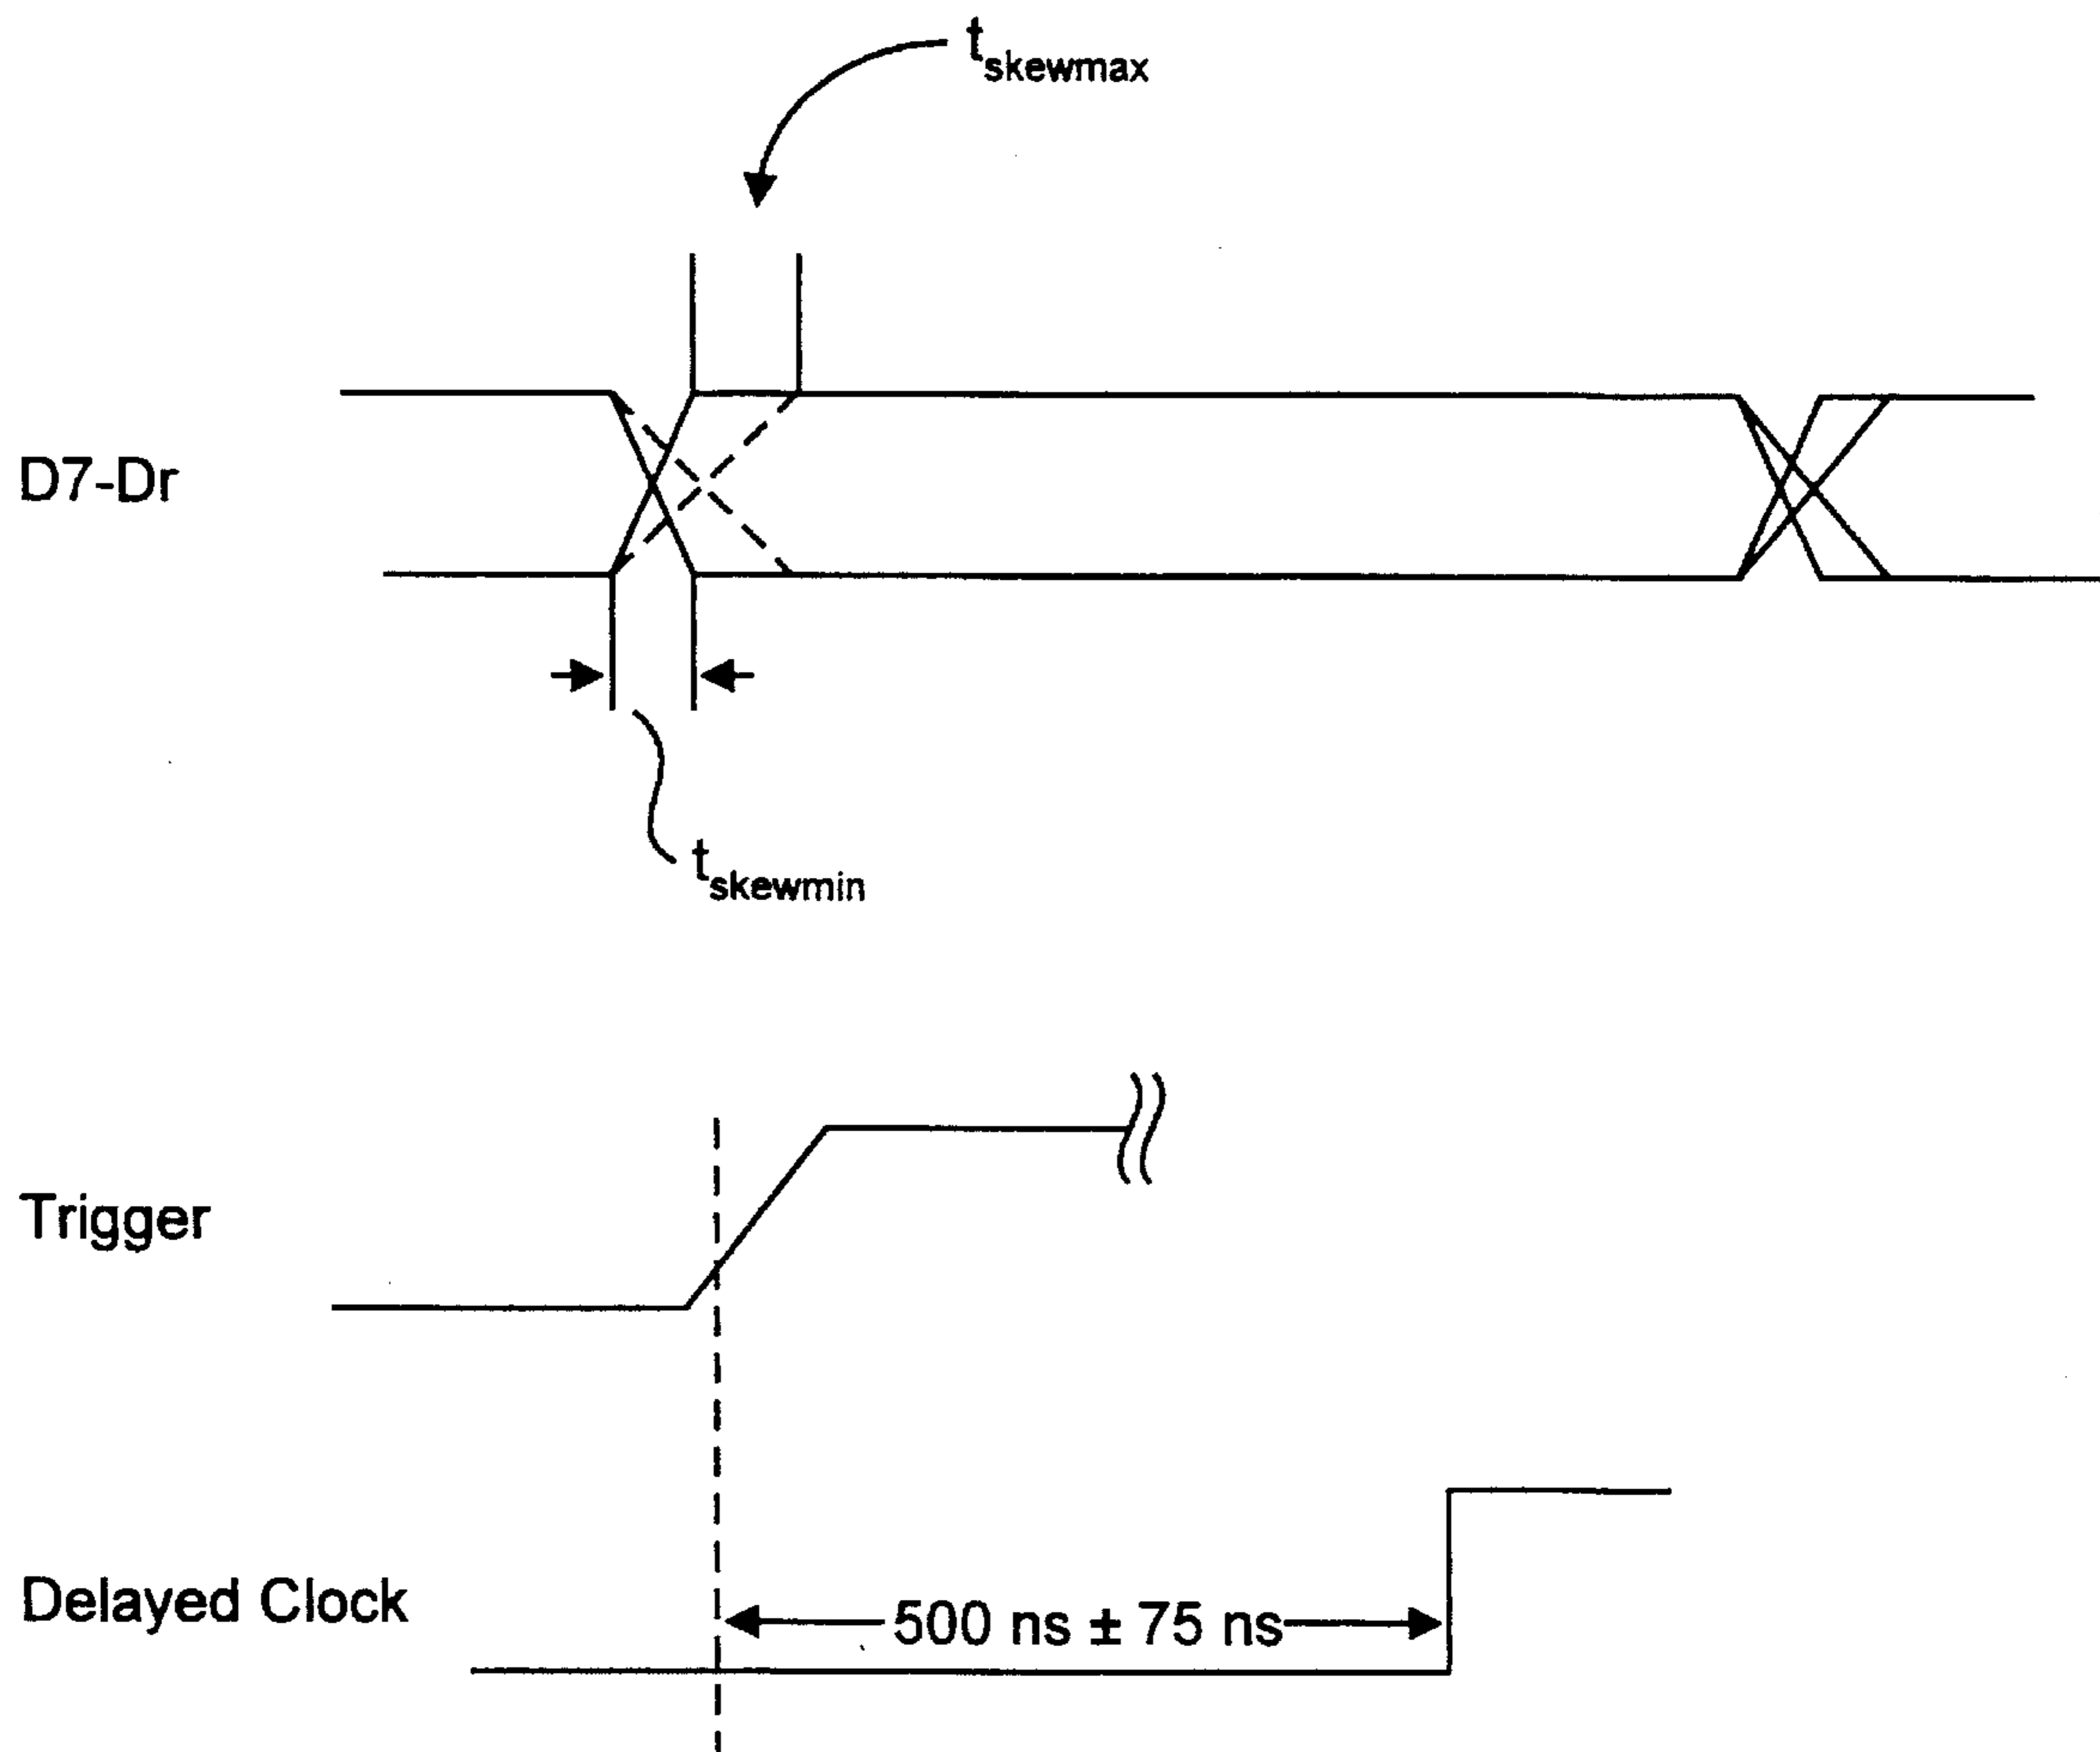 tskewmax
D7-Dr
tskewmin
Trigger
Delayed Clock
500 ns ± 75 ns